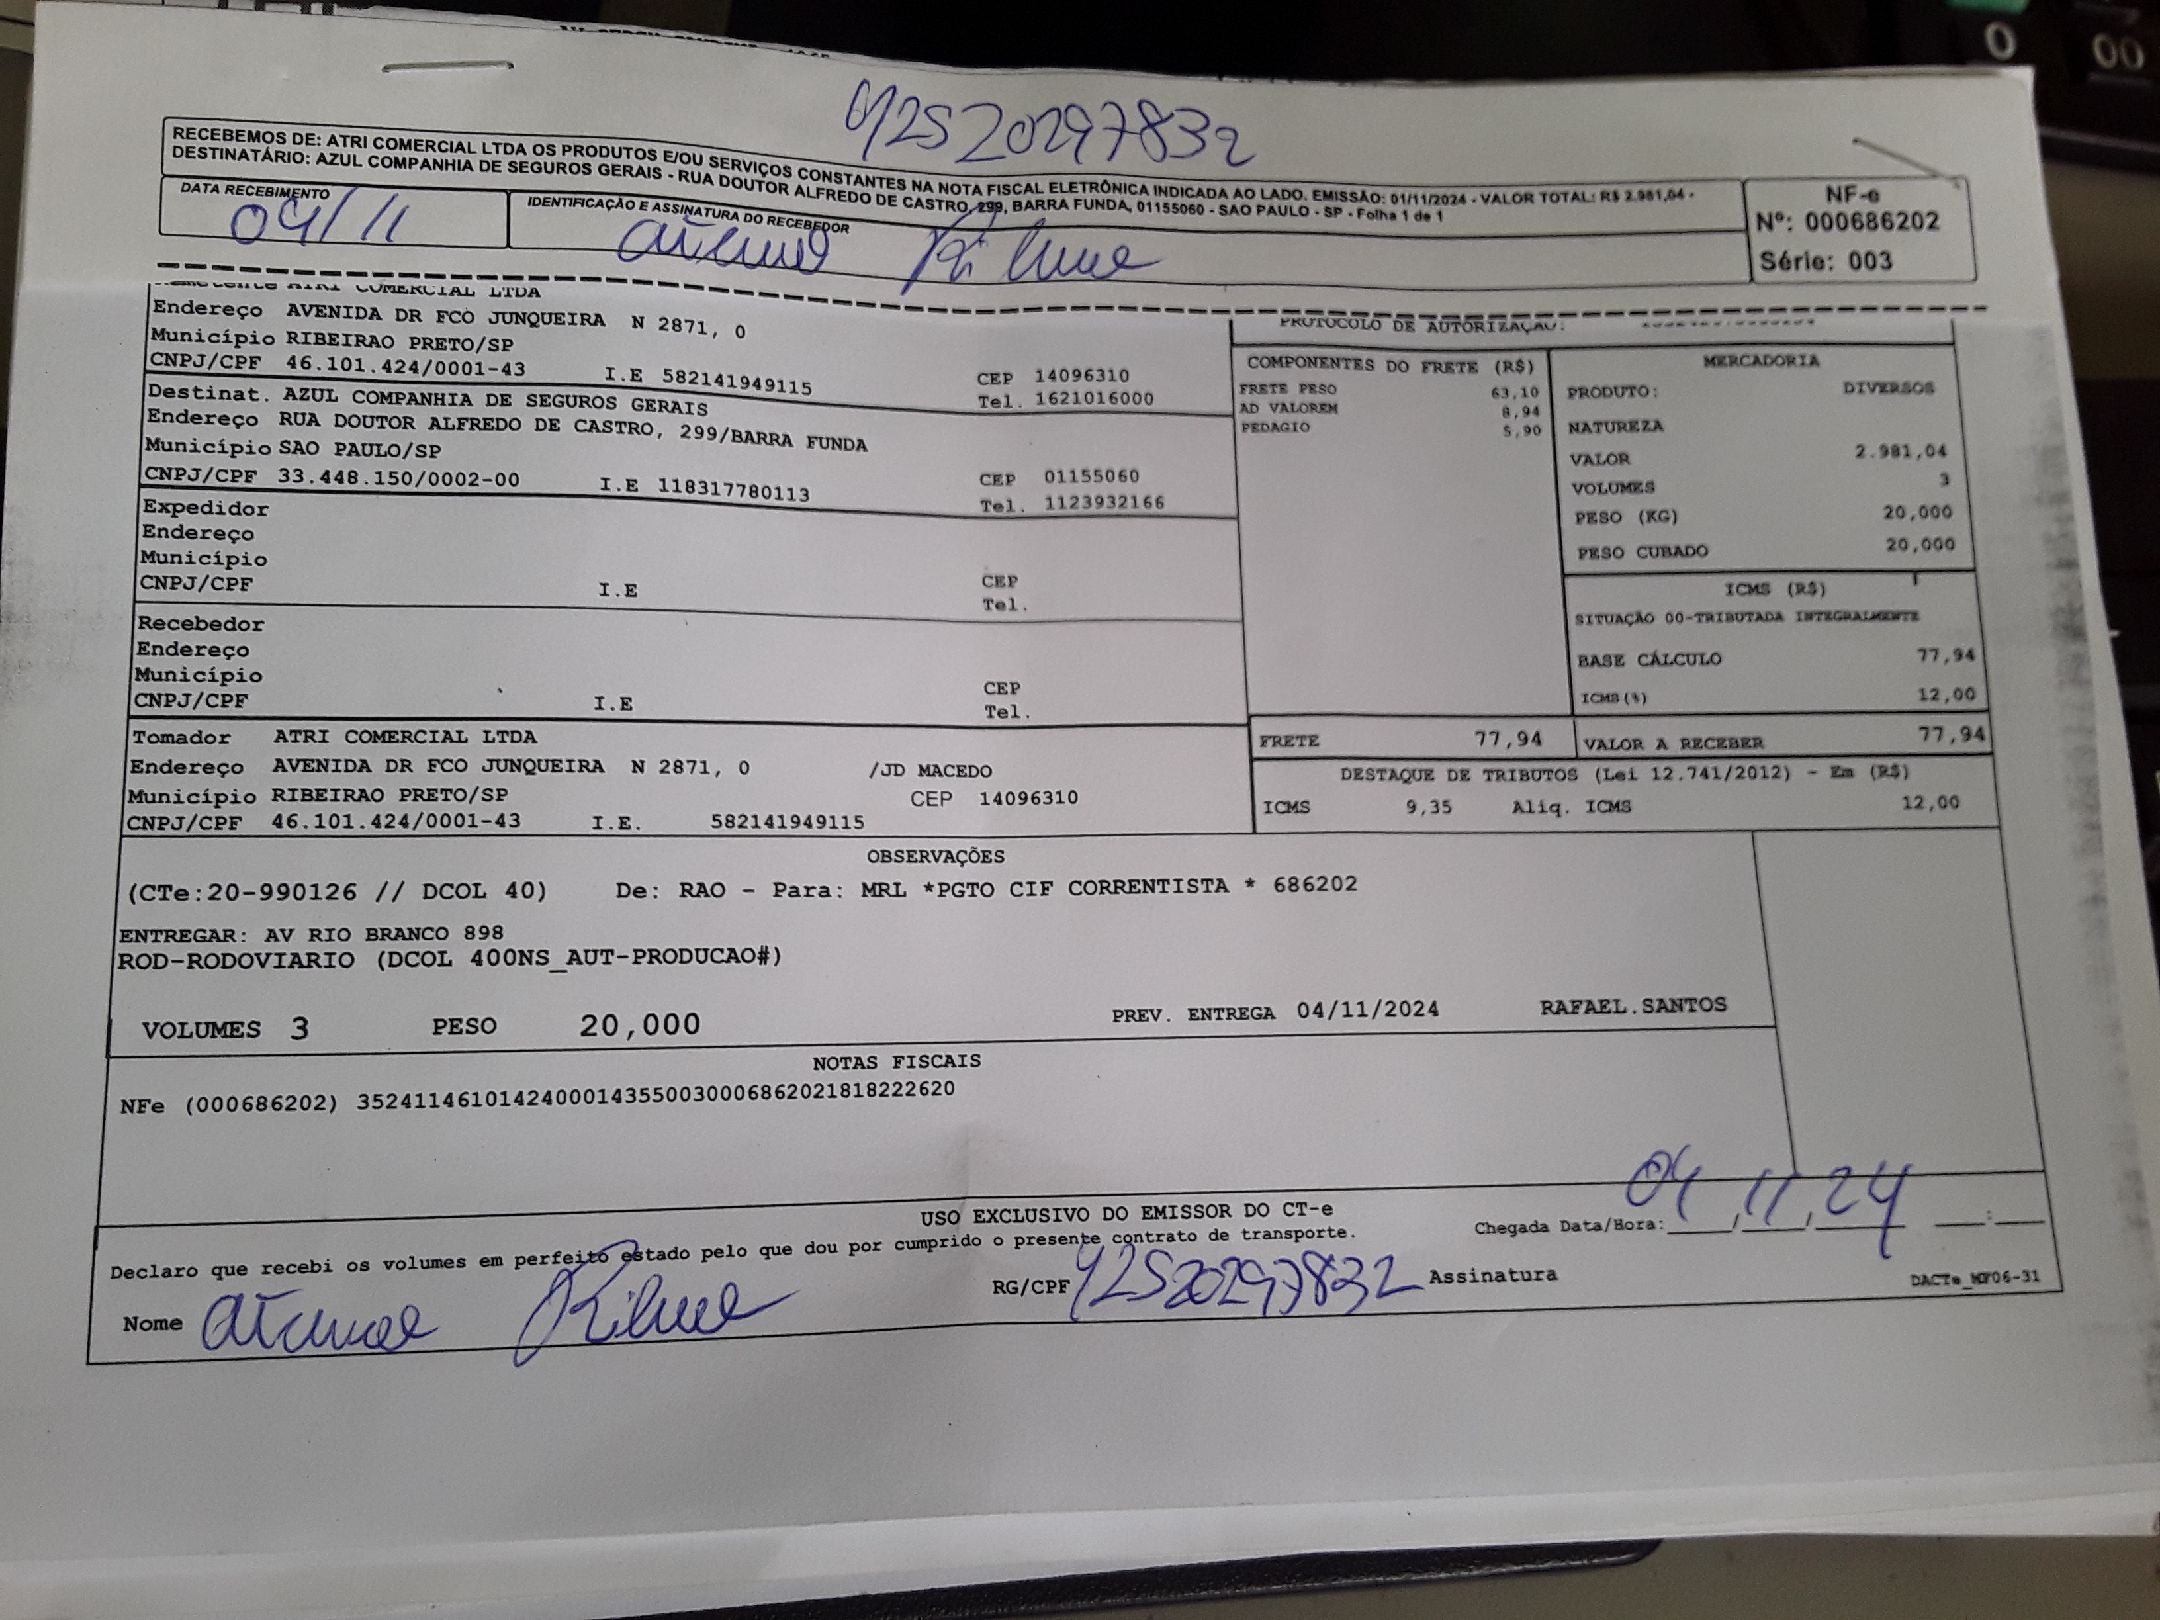 42520297832
RECEBEMOS DE: ATRI COMERCIAL LTDA OS PRODUTOS E/OU SERVIÇOS CONSTANTES NA NOTA FISCAL ELETRÔNICA INDICADA AO LADO. EMISSÃO: 01/11/2024 - VALOR TOTAL: R$ 2.981,04 -
DESTINATÁRIO: AZUL COMPANHIA DE SEGUROS GERAIS - RUA DOUTOR ALFREDO DE CASTRO, 299, BARRA FUNDA, 01155060 - SAO PAULO - SP - Folha 1 de 1
NF-e
Nº: 000686202
Série: 003
DATA RECEBIMENTO
04/11
IDENTIFICAÇÃO E ASSINATURA DO RECEBEDOR
ATRI COMERCIAL LTDA
Endereço AVENIDA DR FCO JUNQUEIRA N 2871, 0
Município RIBEIRAO PRETO/SP
CNPJ/CPF 46.101.424/0001-43 I.E 582141949115
CEP 14096310
Tel. 1621016000
Destinat. AZUL COMPANHIA DE SEGUROS GERAIS
Endereço RUA DOUTOR ALFREDO DE CASTRO, 299/BARRA FUNDA
Município SAO PAULO/SP
CNPJ/CPF 33.448.150/0002-00 I.E 118317780113
CEP 01155060
Tel. 1123932166
Expedidor
Endereço
Município
CNPJ/CPF I.E
CEP
Tel.
Recebedor
Endereço
Município
CNPJ/CPF I.E
CEP
Tel.
Tomador ATRI COMERCIAL LTDA
Endereço AVENIDA DR FCO JUNQUEIRA N 2871, 0 /JD MACEDO
Município RIBEIRAO PRETO/SP CEP 14096310
CNPJ/CPF 46.101.424/0001-43 I.E. 582141949115
PROTOCOLO DE AUTORIZAÇAO:
COMPONENTES DO FRETE (R$)
FRETE PESO 63,10
AD VALOREM 8,94
PEDAGIO 5,90
MERCADORIA
PRODUTO: DIVERSOS
NATUREZA
VALOR 2.981,04
VOLUMES 3
PESO (KG) 20,000
PESO CUBADO 20,000
ICMS (R$)
SITUAÇÃO 00-TRIBUTADA INTEGRALMENTE
BASE CÁLCULO 77,94
ICMS(%) 12,00
FRETE 77,94
VALOR A RECEBER 77,94
DESTAQUE DE TRIBUTOS (Lei 12.741/2012) - Em (R$)
ICMS 9,35 Aliq. ICMS 12,00
OBSERVAÇÕES
(CTe:20-990126 // DCOL 40) De: RAO - Para: MRL *PGTO CIF CORRENTISTA * 686202
ENTREGAR: AV RIO BRANCO 898
ROD-RODOVIARIO (DCOL 400NS_AUT-PRODUCAO#)
VOLUMES 3 PESO 20,000 PREV. ENTREGA 04/11/2024 RAFAEL.SANTOS
NOTAS FISCAIS
NFe (000686202) 35241146101424000143550030006862021818222620
USO EXCLUSIVO DO EMISSOR DO CT-e
Declaro que recebi os volumes em perfeito estado pelo que dou por cumprido o presente contrato de transporte.
Chegada Data/Hora: 04/11/24 :
Nome
RG/CPF 42520297832 Assinatura
DACTe_M706-31
0 00